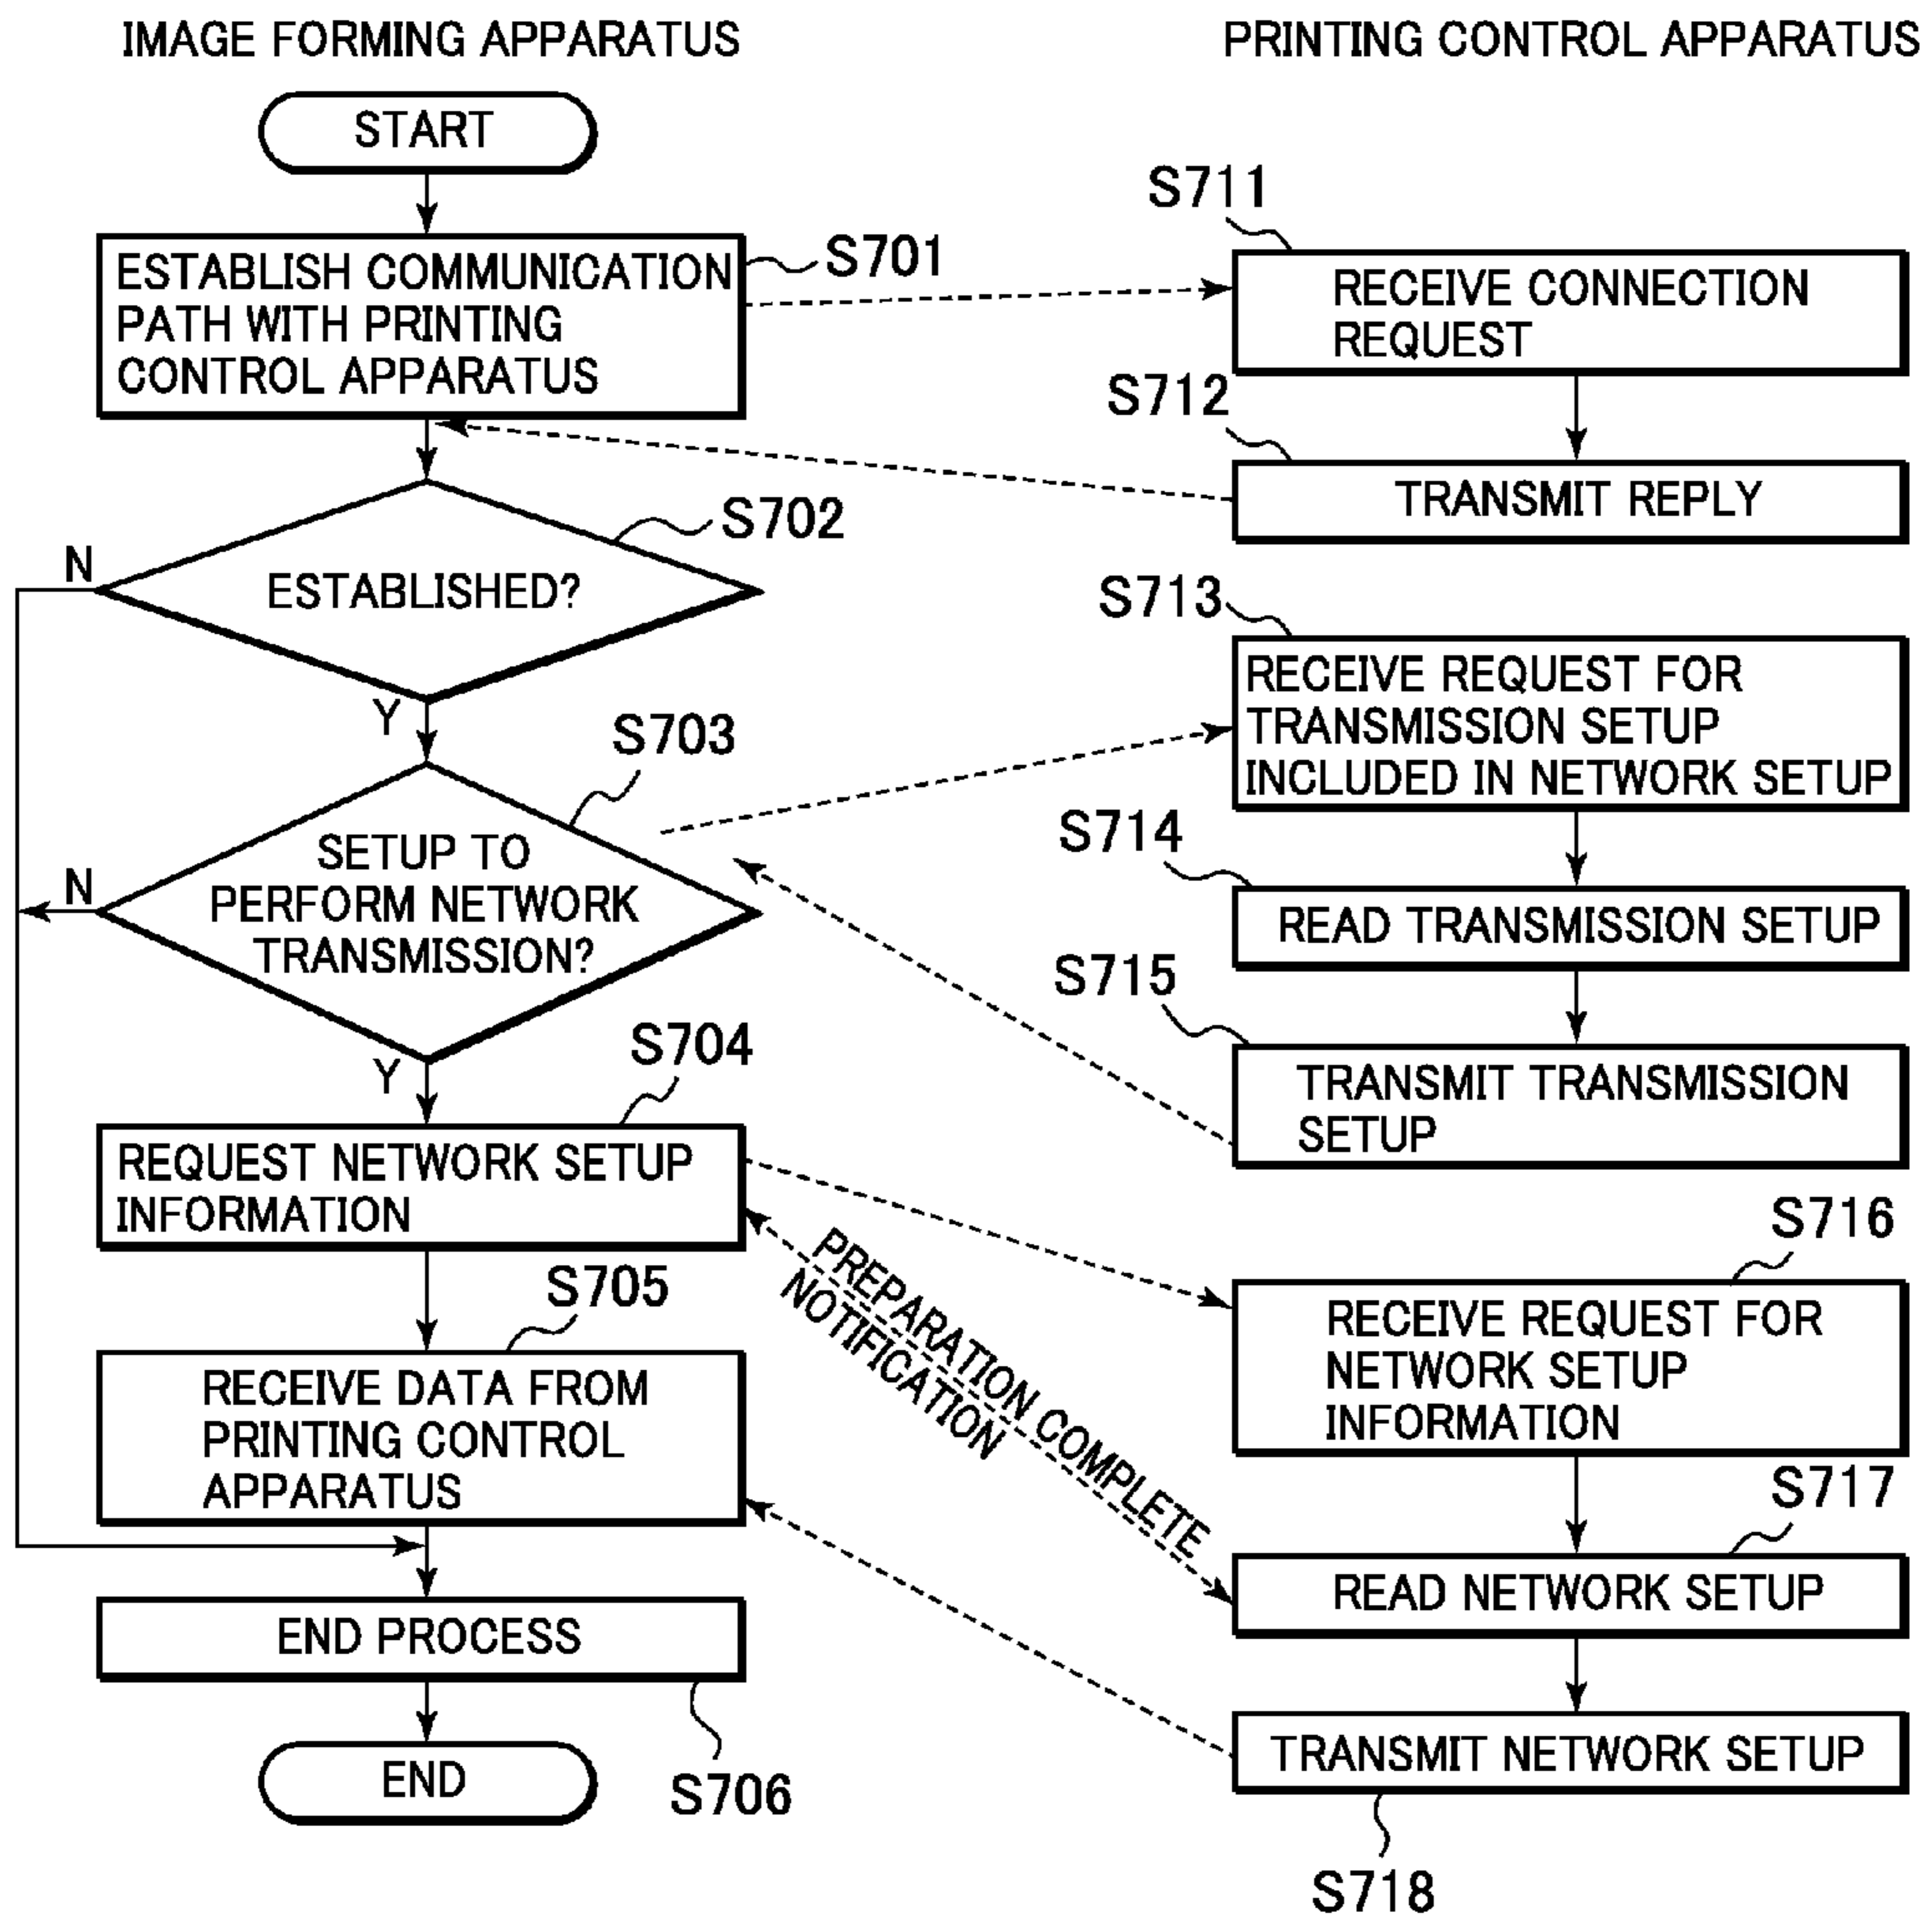 IMAGE FORMING APPARATUS
START
ESTABLISH COMMUNICATION
PATH WITH PRINTING
CONTROL APPARATUS
S701
ESTABLISHED?
S702
N
Y
SETUP TO
PERFORM NETWORK
TRANSMISSION?
S703
N
Y
S704
REQUEST NETWORK SETUP
INFORMATION
S705
RECEIVE DATA FROM
PRINTING CONTROL
APPARATUS
END PROCESS
S706
END
PREPARATION COMPLETE
NOTIFICATION
PRINTING CONTROL APPARATUS
S711
RECEIVE CONNECTION
REQUEST
S712
TRANSMIT REPLY
S713
RECEIVE REQUEST FOR
TRANSMISSION SETUP
INCLUDED IN NETWORK SETUP
S714
READ TRANSMISSION SETUP
S715
TRANSMIT TRANSMISSION
SETUP
S716
RECEIVE REQUEST FOR
NETWORK SETUP
INFORMATION
S717
READ NETWORK SETUP
TRANSMIT NETWORK SETUP
S718